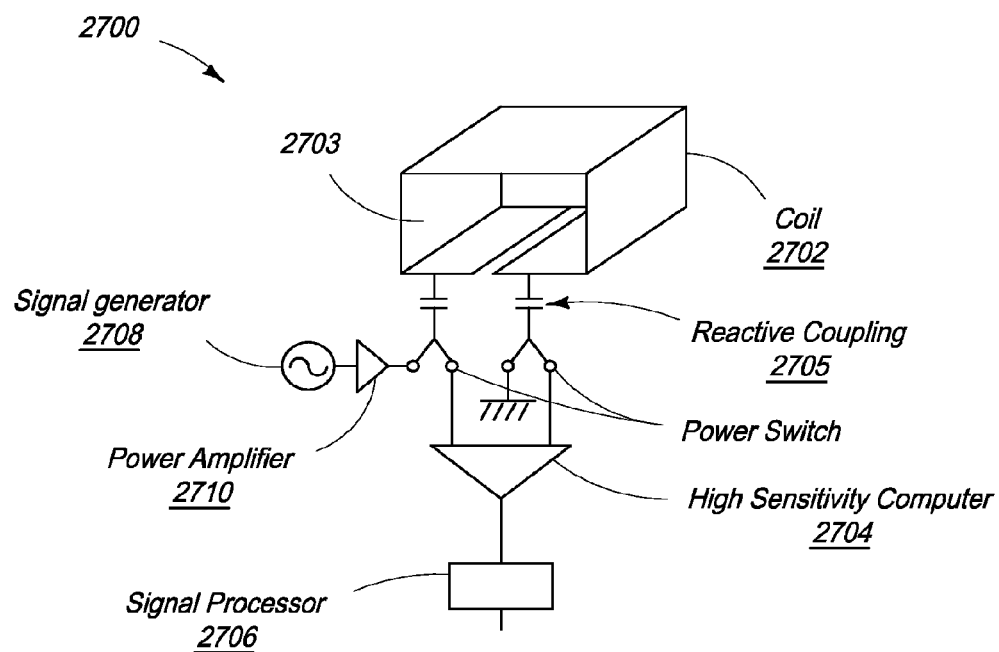 2700
2703
Coil
2702
Signal generator
2708
Reactive Coupling
2705
Power Switch
Power Amplifier
2710
High Sensitivity Computer
2704
Signal Processor
2706